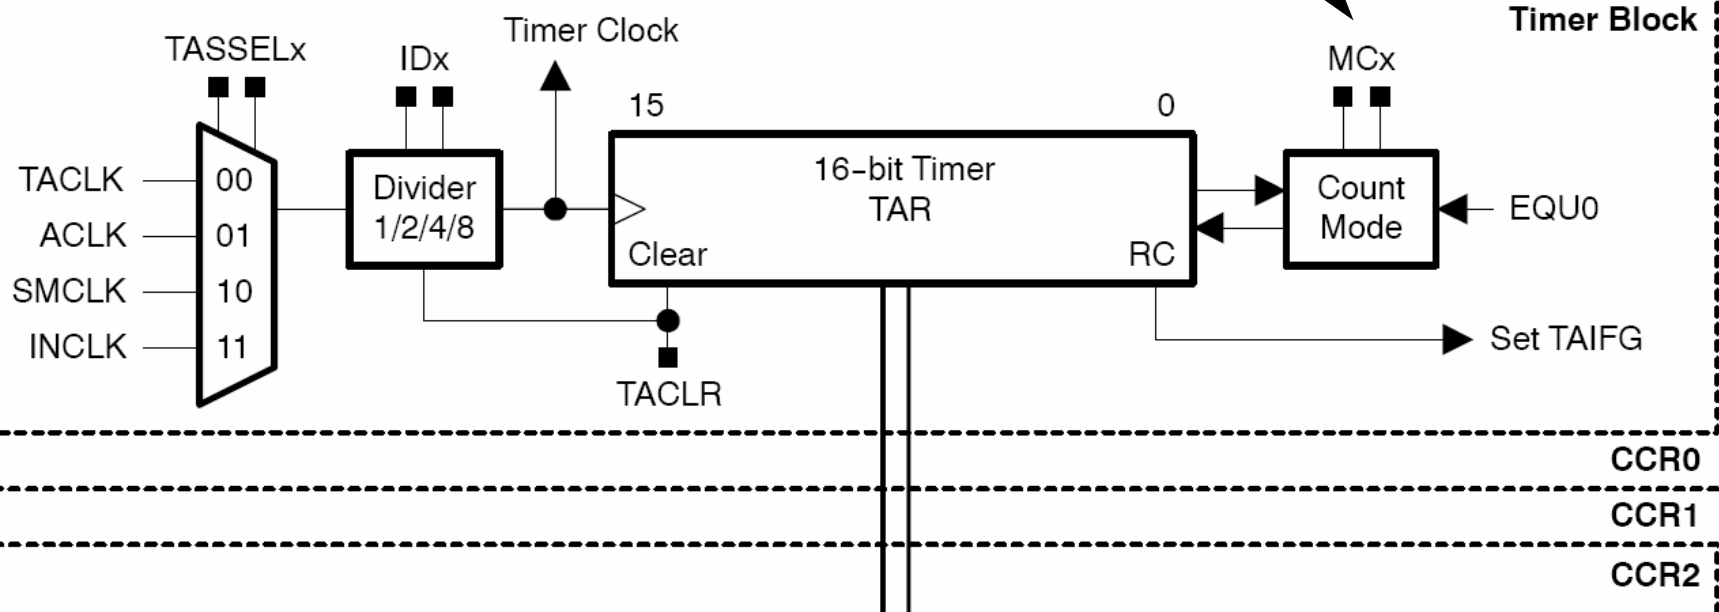 Timer Block
Timer Clock
TASSELx
IDx
MCx
15
0
TACLK
00
ACLK
01
SMCLK
10
INCLK
11
Divider
1/2/4/8
16-bit Timer
TAR
Clear
RC
Count
Mode
EQU0
Set TAIFG
TACLR
CCR0
CCR1
CCR2